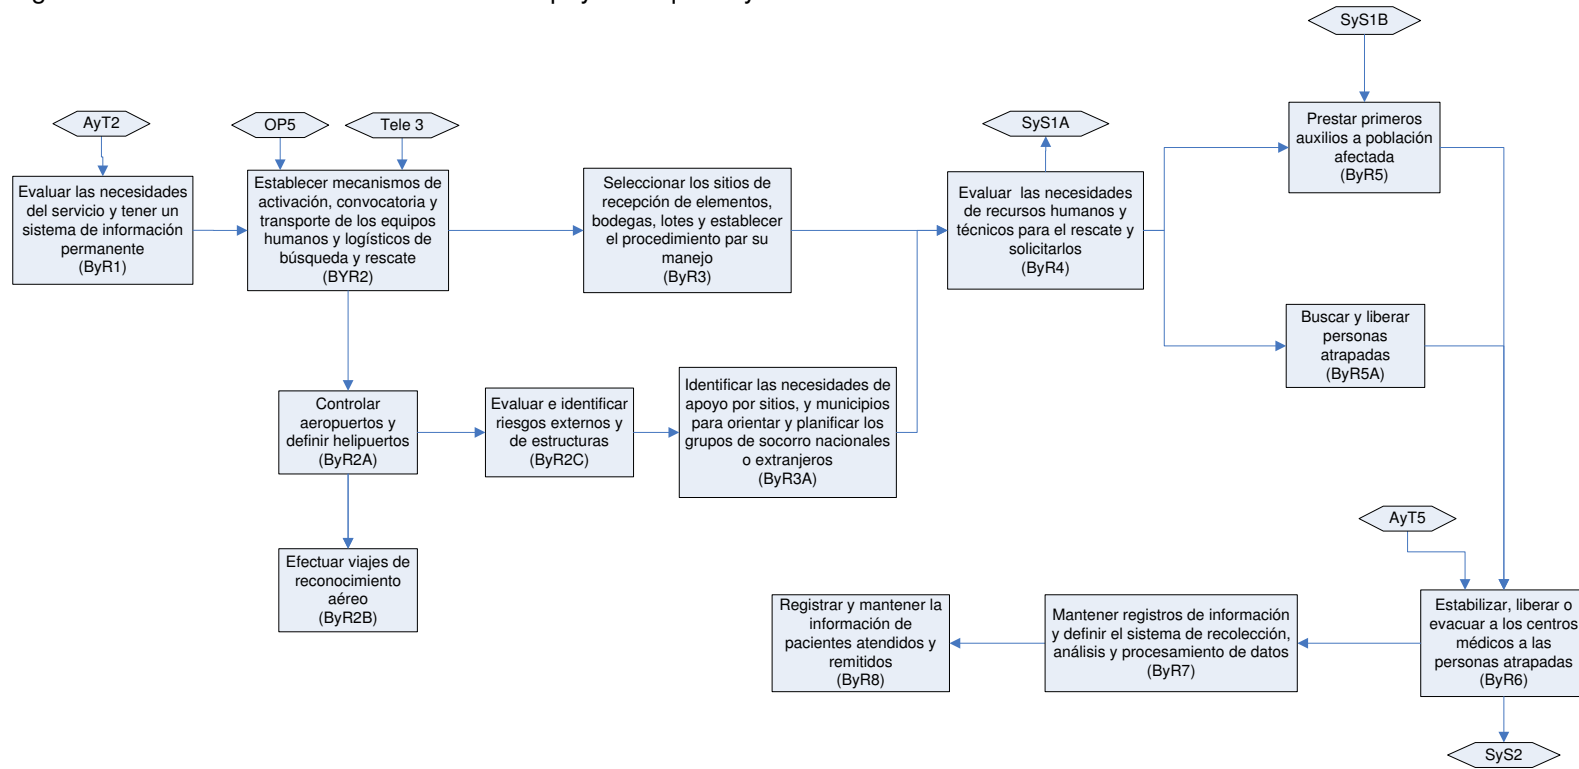 SyS1B
AyT2
OP5
Tele 3
SyS1A
Prestar primeros
auxilios a población
afectada
(ByR5)
Evaluar las necesidades
del servicio y tener un
sistema de información
permanente
(ByR1)
Establecer mecanismos de
activación, convocatoria y
transporte de los equipos
humanos y logísticos de
búsqueda y rescate
(BYR2)
Seleccionar los sitios de
recepción de elementos,
bodegas, lotes y establecer
el procedimiento par su
manejo
(ByR3)
Evaluar las necesidades
de recursos humanos y
técnicos para el rescate y
solicitarlos
(ByR4)
Buscar y liberar
personas
atrapadas
(ByR5A)
Controlar
aeropuertos y
definir helipuertos
(ByR2A)
Evaluar e identificar
riesgos externos y
de estructuras
(ByR2C)
Identificar las necesidades de
apoyo por sitios, y municipios
para orientar y planificar los
grupos de socorro nacionales
o extranjeros
(ByR3A)
AyT5
Efectuar viajes de
reconocimiento
aéreo
(ByR2B)
Registrar y mantener la
información de
pacientes atendidos y
remitidos
(ByR8)
Mantener registros de información
y definir el sistema de recolección,
análisis y procesamiento de datos
(ByR7)
Estabilizar, liberar o
evacuar a los centros
médicos a las
personas atrapadas
(ByR6)
SyS2